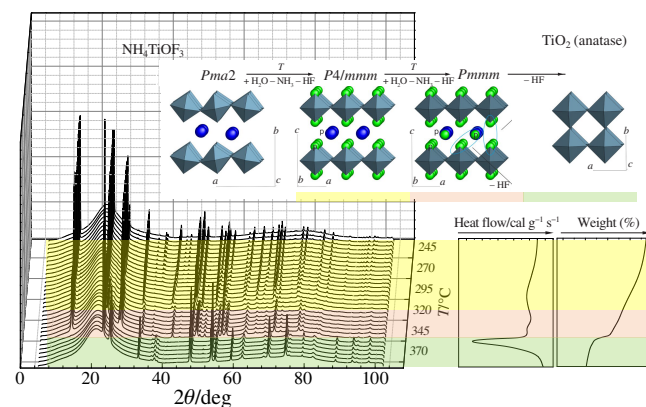 NH4TiOF3
TiO2 (anatase)
Pma2
T
+ H2O – NH3 – HF
P4/mmm
T
+ H2O – NH3 – HF
Pmmm
– HF
b
a
c
c
p
b
a
c
p
p
b
a
– HF
b
a
c
Heat flow/cal g–1 s–1
Weight (%)
245
270
295
320
345
370
T/°C
0
20
40
60
80
100
2θ/deg